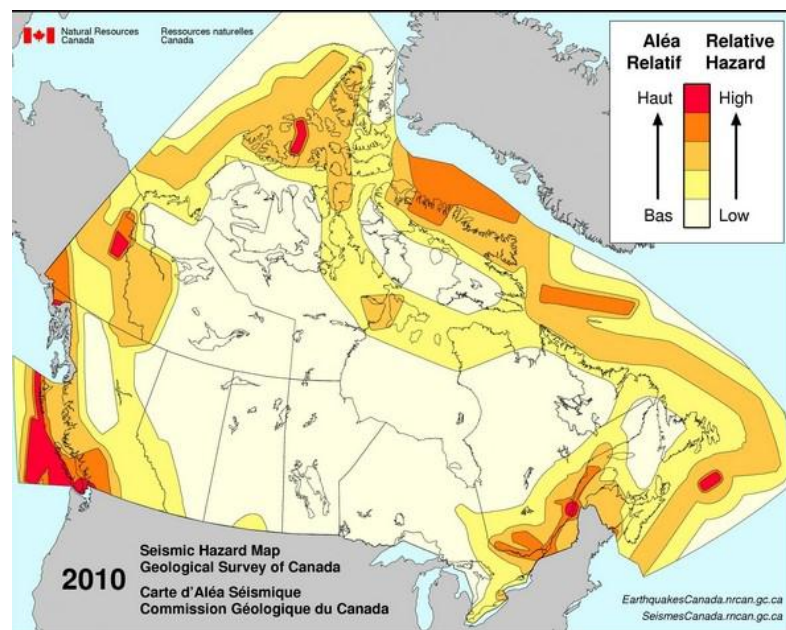 Natural Resources
Canada
Ressources naturelles
Canada
Aléa
Relatif
Relative
Hazard
Haut
High
Bas
Low
2010
Seismic Hazard Map
Geological Survey of Canada
Carte d'Aléa Séismique
Commission Géologique du Canada
EarthquakesCanada.nrcan.gc.ca
SeismesCanada.rncan.gc.ca